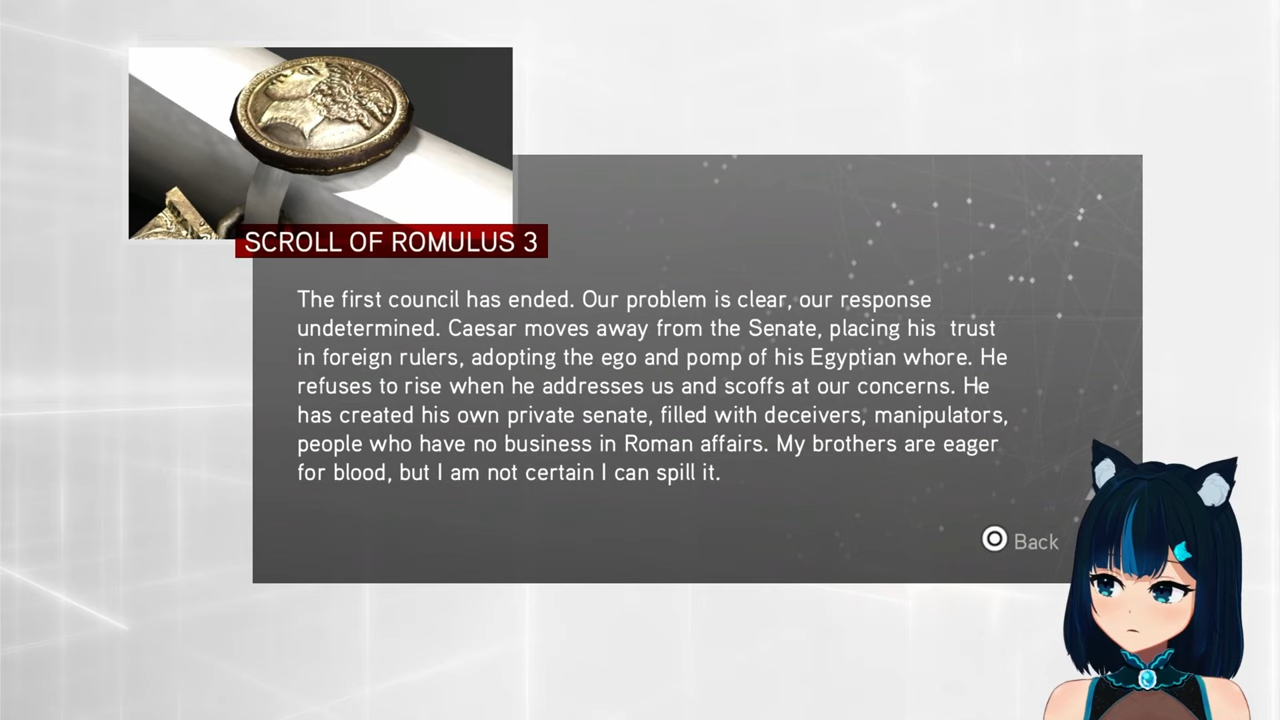 SCROLL OF ROMULUS 3
The first council has ended. Our problem is clear, our response
undetermined. Caesar moves away from the Senate, placing his  trust
in foreign rulers, adopting the ego and pomp of his Egyptian whore. He
refuses to rise when he addresses us and scoffs at our concerns. He
has created his own private senate, filled with deceivers, manipulators,
people who have no business in Roman affairs. My brothers are eager
for blood, but I am not certain I can spill it.
Back